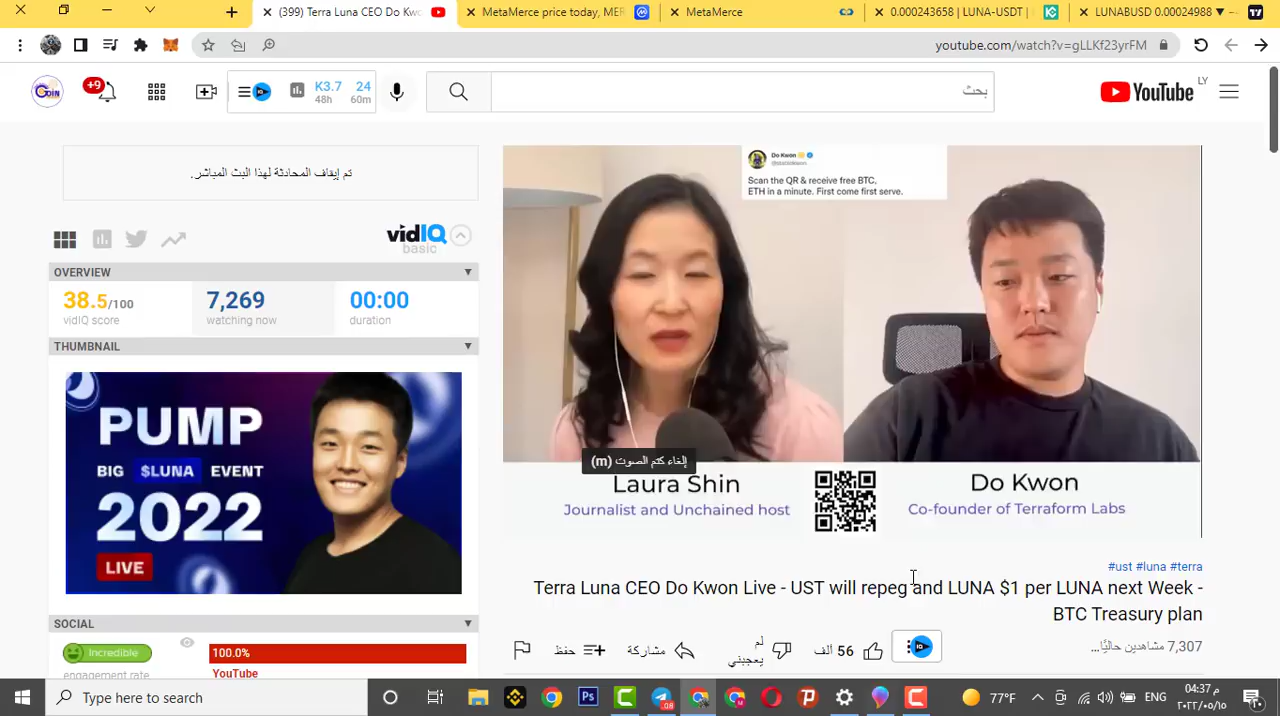 (399) Terra Luna CEO Do Kwo
MetaMerce price today, MER
MetaMerce
0.000243658 | LUNA-USDT |
LUNABUSD 0.00024988 ▼
youtube.com/watch?v=gLLKf23yrFM
+9
COIN
K3.7 24
48h 60m
بحث
YouTube LY
تم إيقاف المحادثة لهذا البث المباشر.
vidIQ
basic
OVERVIEW
38.5/100
vidIQ score
7,269
watching now
00:00
duration
THUMBNAIL
PUMP
BIG $LUNA EVENT
2022
LIVE
SOCIAL
Incredible
engagement rate
100.0%
YouTube
Do Kwon
Scan the QR & receive free BTC,
ETH in a minute. First come first serve.
إلغاء كتم الصوت (m)
Laura Shin
Journalist and Unchained host
Do Kwon
Co-founder of Terraform Labs
#ust #luna #terra
Terra Luna CEO Do Kwon Live - UST will repeg and LUNA $1 per LUNA next Week -
BTC Treasury plan
7,307 مشاهدين حاليًا...
56 ألف
لم يعجبني
مشاركة
حفظ
Type here to search
.08
77°F
ENG
04:37 م
٢٠٢٢/٠٥/١٥